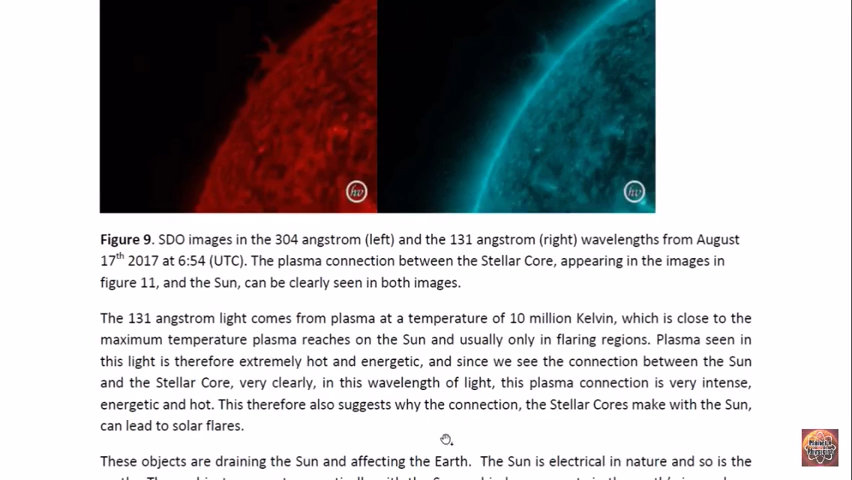 hv
hv
Figure 9. SDO images in the 304 angstrom (left) and the 131 angstrom (right) wavelengths from August
17th 2017 at 6:54 (UTC). The plasma connection between the Stellar Core, appearing in the images in
figure 11, and the Sun, can be clearly seen in both images.
The 131 angstrom light comes from plasma at a temperature of 10 million Kelvin, which is close to the
maximum temperature plasma reaches on the Sun and usually only in flaring regions. Plasma seen in
this light is therefore extremely hot and energetic, and since we see the connection between the Sun
and the Stellar Core, very clearly, in this wavelength of light, this plasma connection is very intense,
energetic and hot. This therefore also suggests why the connection, the Stellar Cores make with the Sun,
can lead to solar flares.
These objects are draining the Sun and affecting the Earth. The Sun is electrical in nature and so is the